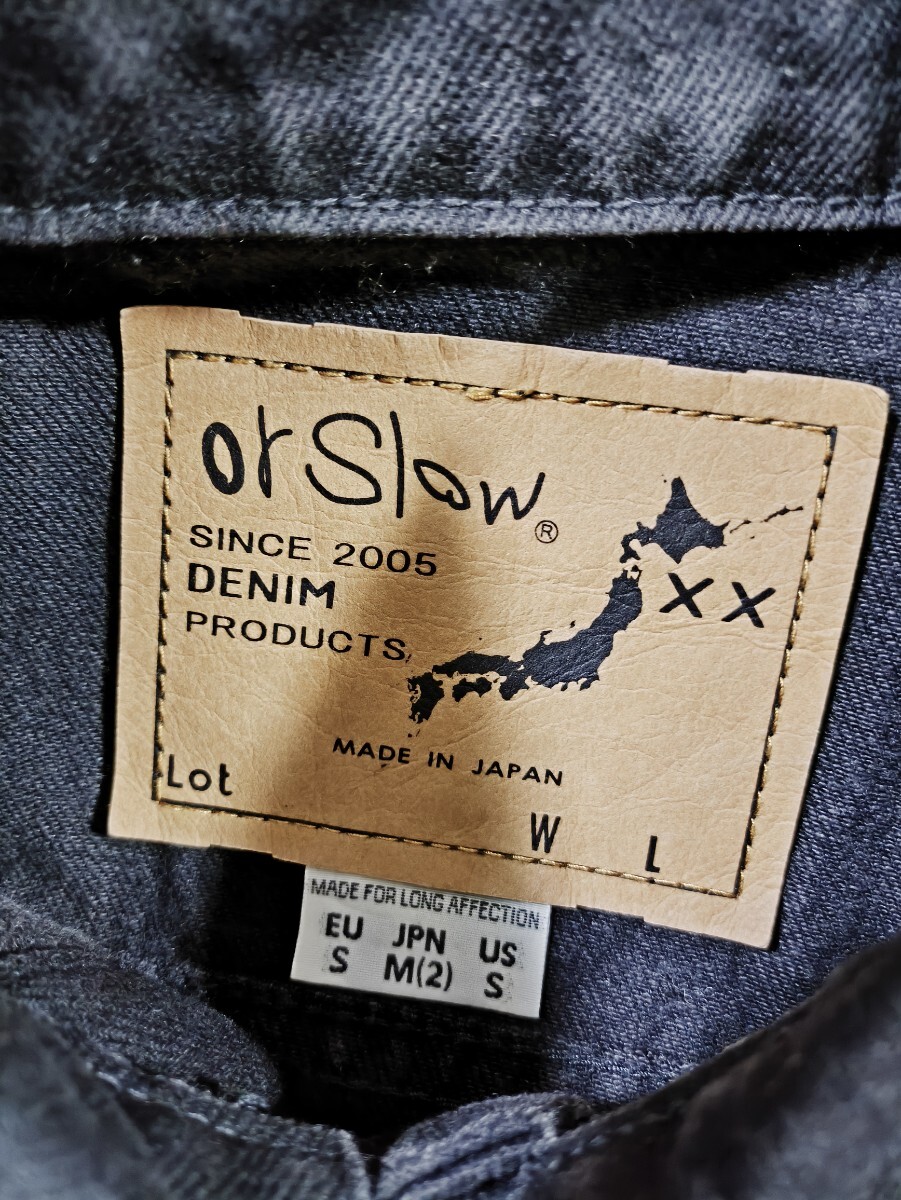 orSlow®
SINCE 2005
DENIM
PRODUCTS
XX
MADE IN JAPAN
Lot
W L
MADE FOR LONG AFFECTION
EU JPN US
S M(2) S